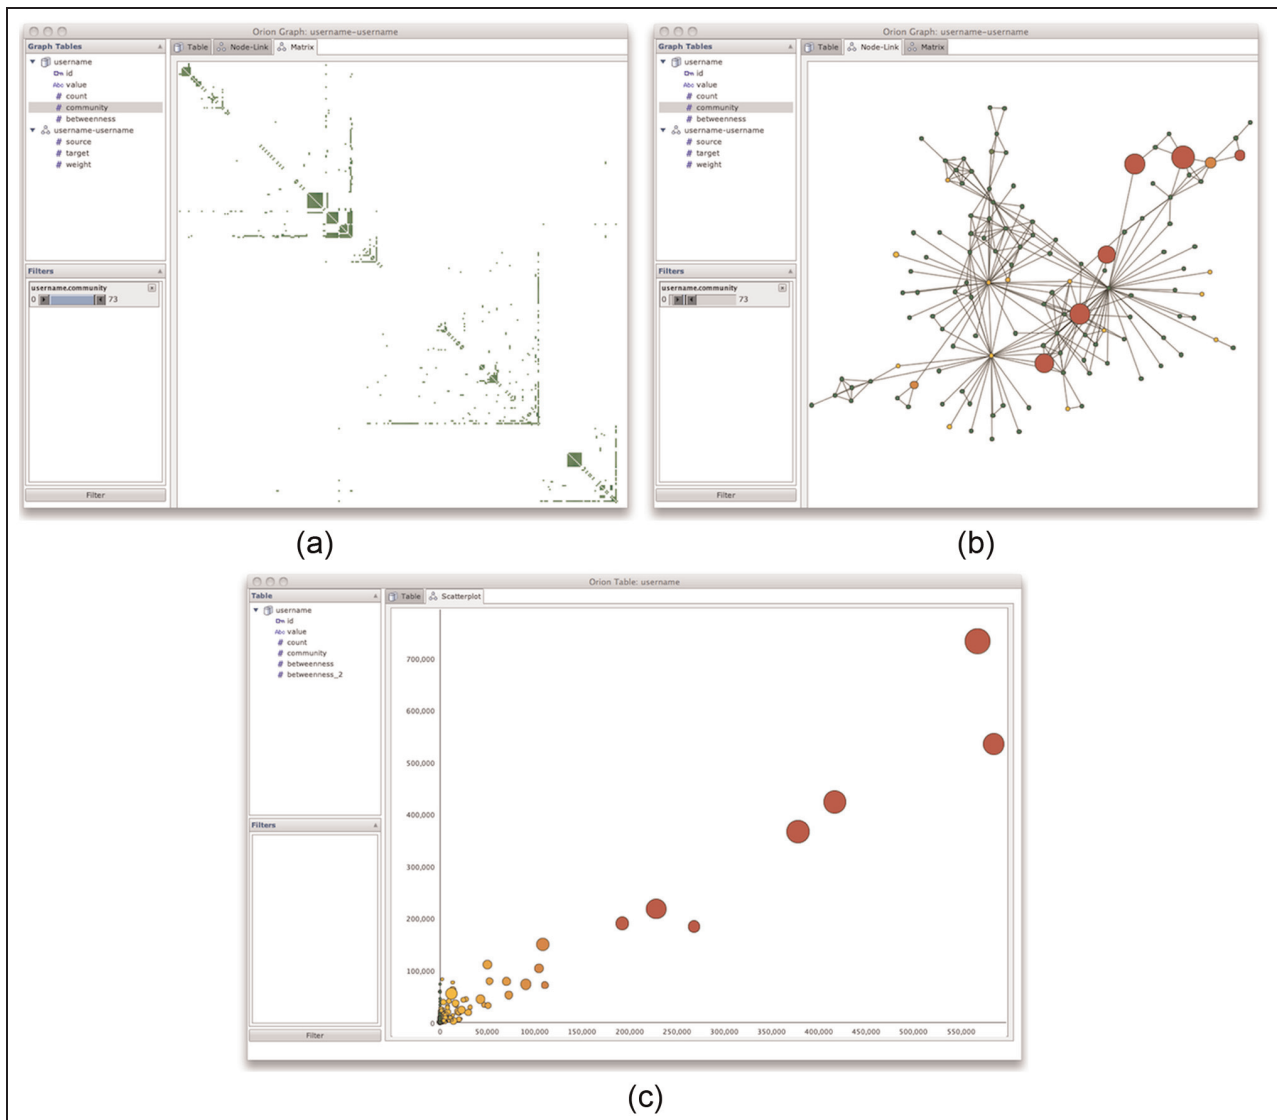 Orion Graph: username-username
Graph Tables
Table
Node-Link
Matrix
username
id
Abc value
# count
# community
# betweenness
username-username
# source
# target
# weight
Filters
username.community
0
73
Filter
(a)
Orion Graph: username-username
Graph Tables
Table
Node-Link
Matrix
username
id
Abc value
# count
# community
# betweenness
username-username
# source
# target
# weight
Filters
username.community
0
73
Filter
(b)
Orion Table: username
Table
Table
Scatterplot
username
id
Abc value
# count
# community
# betweenness
# betweenness_2
Filters
Filter
700,000
600,000
500,000
400,000
300,000
200,000
100,000
0
0 50,000 100,000 150,000 200,000 250,000 300,000 350,000 400,000 450,000 500,000 550,000
(c)